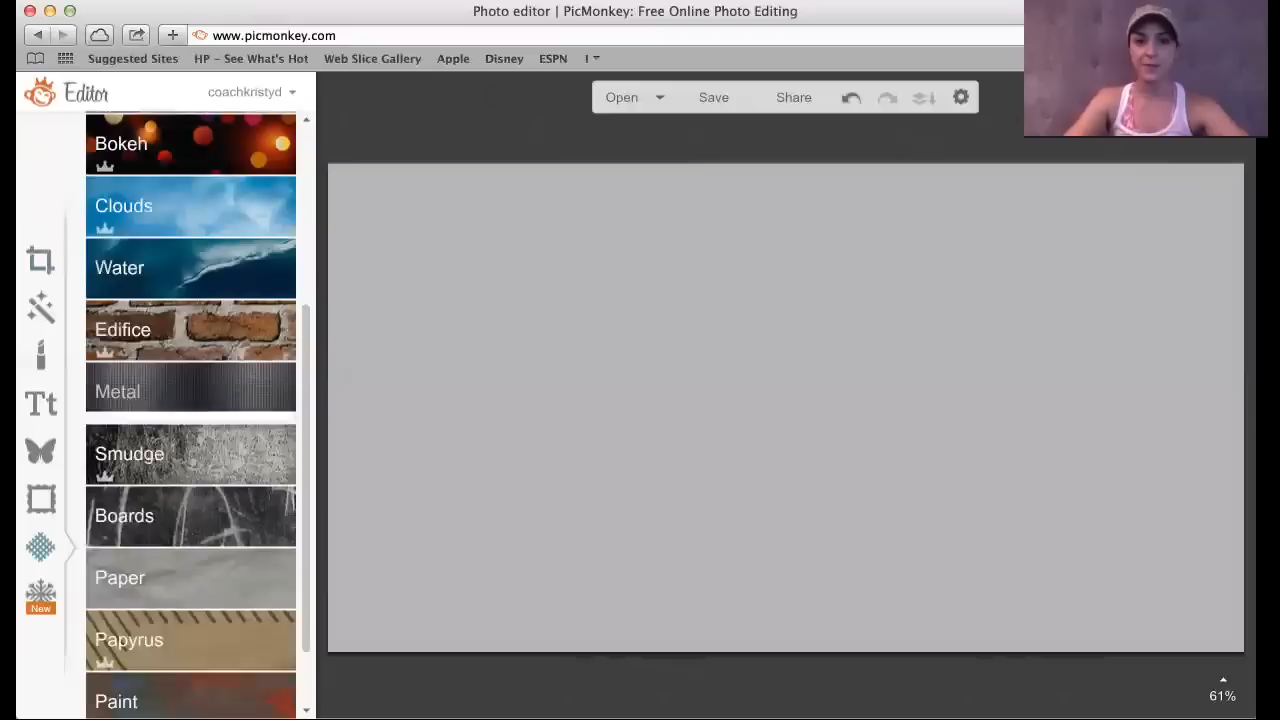 Photo editor | PicMonkey: Free Online Photo Editing
www.picmonkey.com
Suggested Sites HP – See What's Hot Web Slice Gallery Apple Disney ESPN I
Editor coachkristyd
Open Save Share
Bokeh
Clouds
Water
Edifice
Metal
Tt
Smudge
Boards
Paper
New
Papyrus
Paint
61%